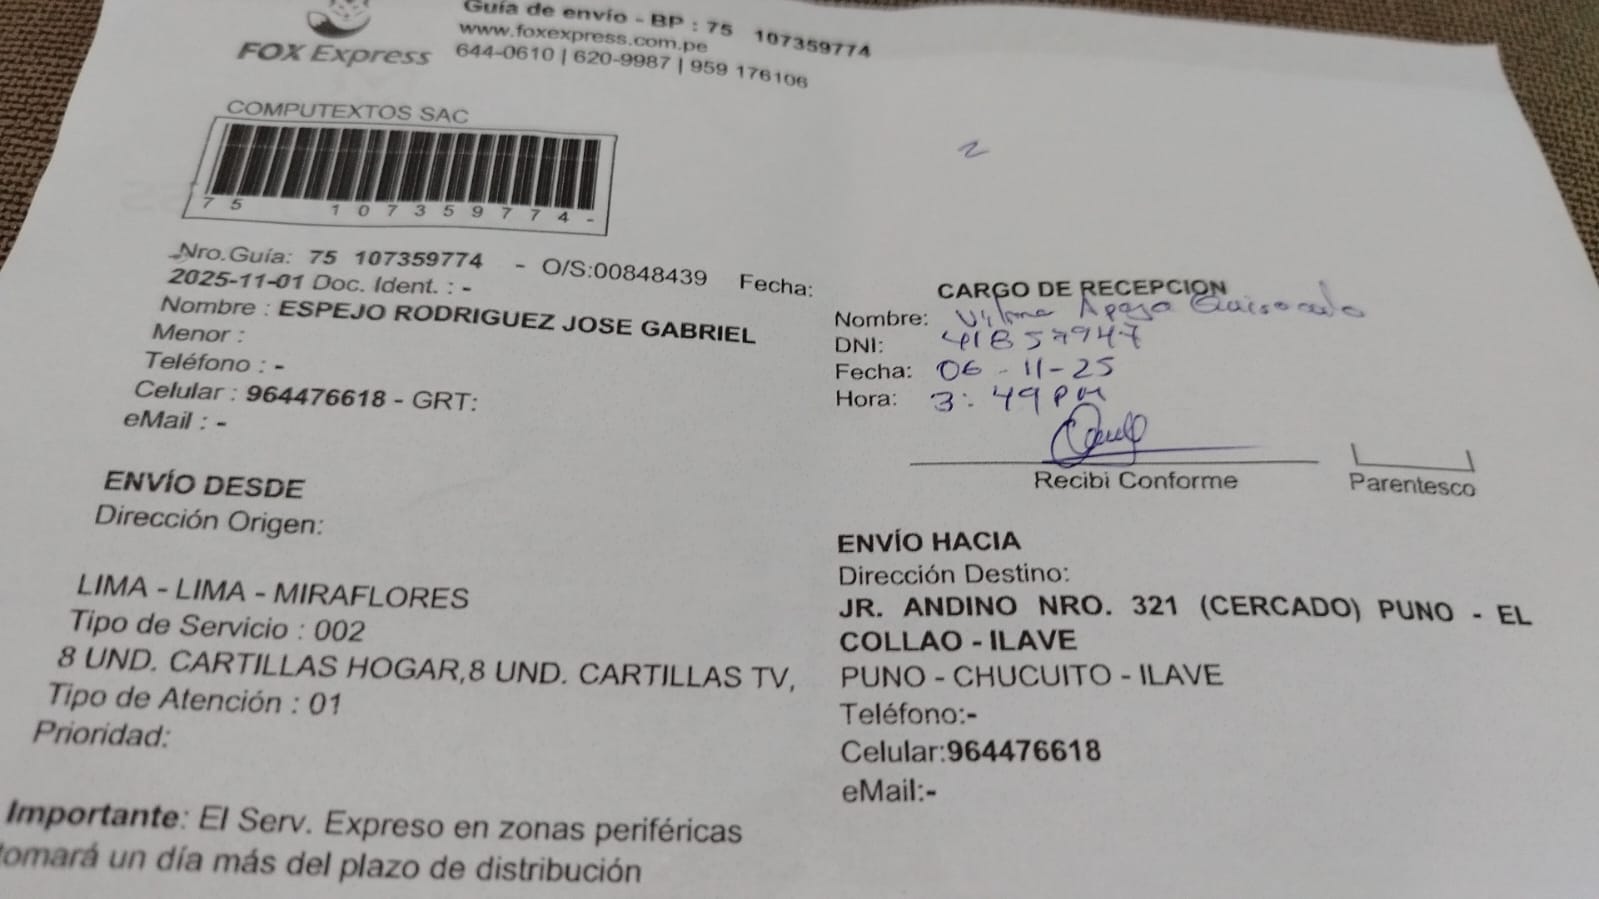 Guía de envío - BP : 75 107359774
www.foxexpress.com.pe
644-0610 | 620-9987 | 959 176106
FOX Express
COMPUTEXTOS SAC
75 107359774-
2
Nro.Guía: 75 107359774 - O/S:00848439 Fecha:
2025-11-01 Doc. Ident. : -
Nombre : ESPEJO RODRIGUEZ JOSE GABRIEL
Menor :
Teléfono : -
Celular : 964476618 - GRT:
eMail : -
CARGO DE RECEPCION
Nombre: Vilma Apaza
DNI: 41857947
Fecha: 06-11-25
Hora: 3:49 PM
Recibi Conforme
Parentesco
ENVÍO DESDE
Dirección Origen:
LIMA - LIMA - MIRAFLORES
Tipo de Servicio : 002
8 UND. CARTILLAS HOGAR,8 UND. CARTILLAS TV,
Tipo de Atención : 01
Prioridad:
ENVÍO HACIA
Dirección Destino:
JR. ANDINO NRO. 321 (CERCADO) PUNO - EL
COLLAO - ILAVE
PUNO - CHUCUITO - ILAVE
Teléfono:-
Celular:964476618
eMail:-
Importante: El Serv. Expreso en zonas periféricas
tomará un día más del plazo de distribución